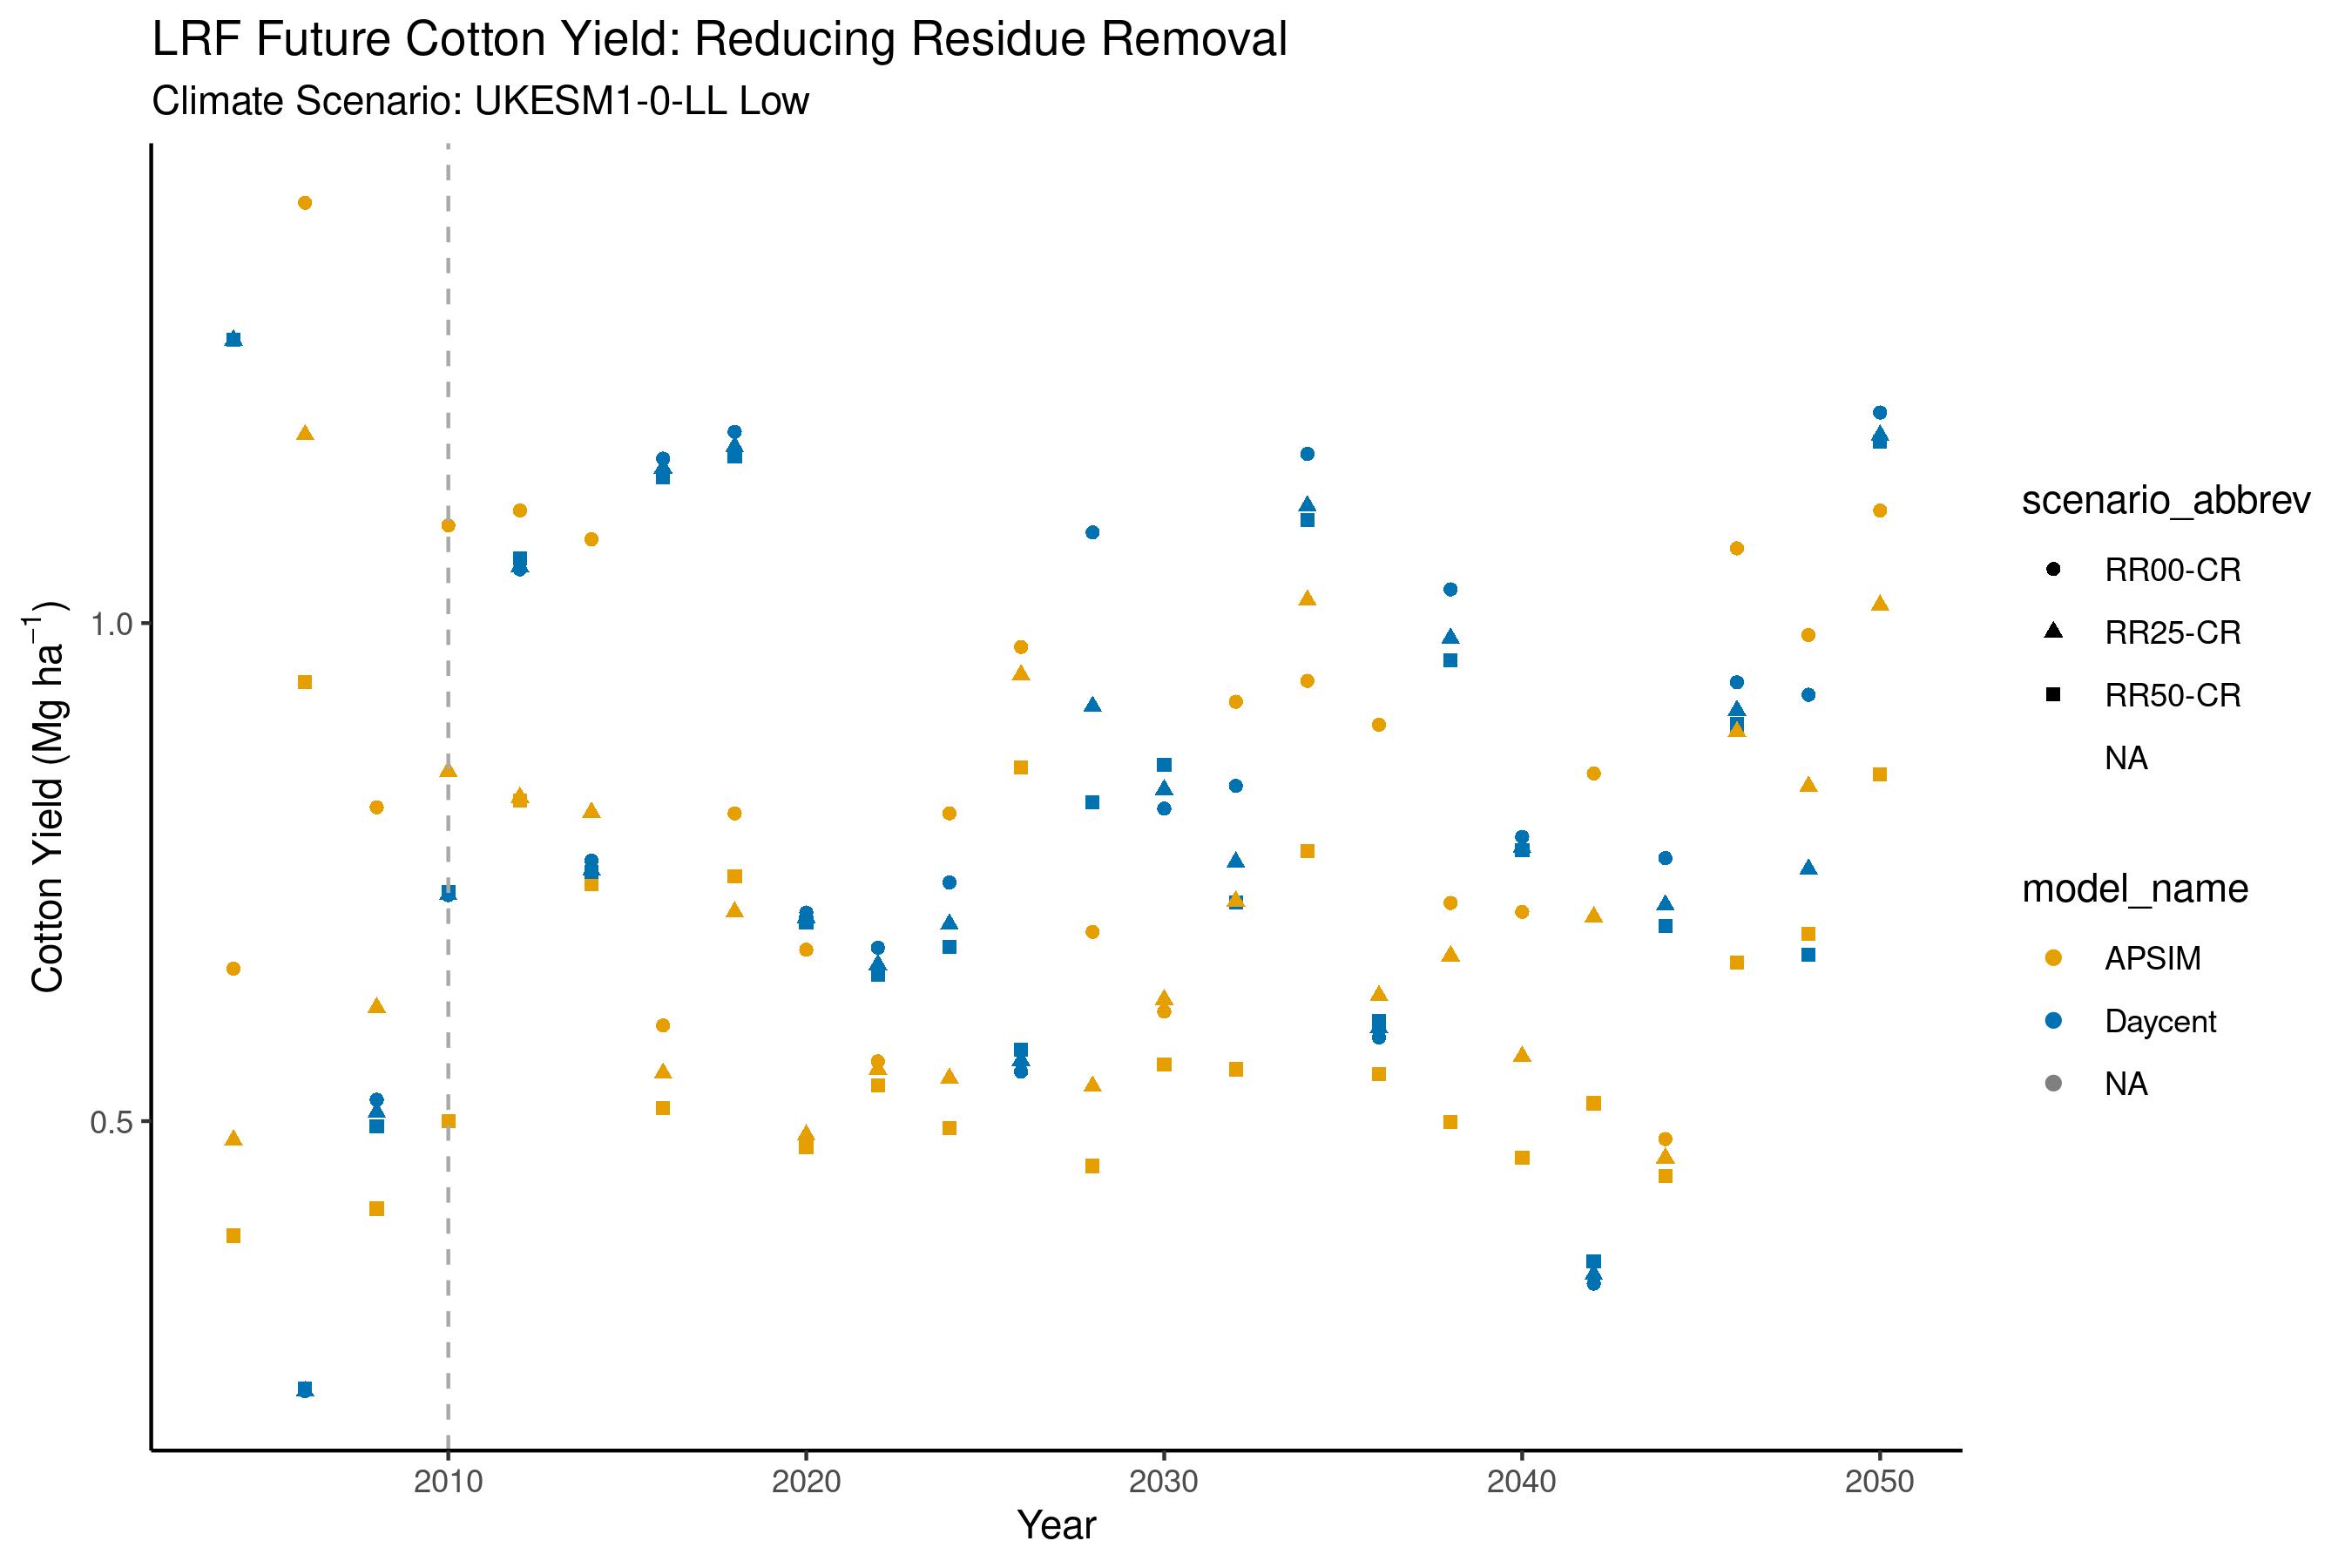 LRF Future Cotton Yield: Reducing Residue Removal
Climate Scenario: UKESM1-0-LL Low
Cotton Yield (Mg ha−1)
1.0
0.5
2010
2020
2030
2040
2050
Year
scenario_abbrev
RR00-CR
RR25-CR
RR50-CR
NA
model_name
APSIM
Daycent
NA